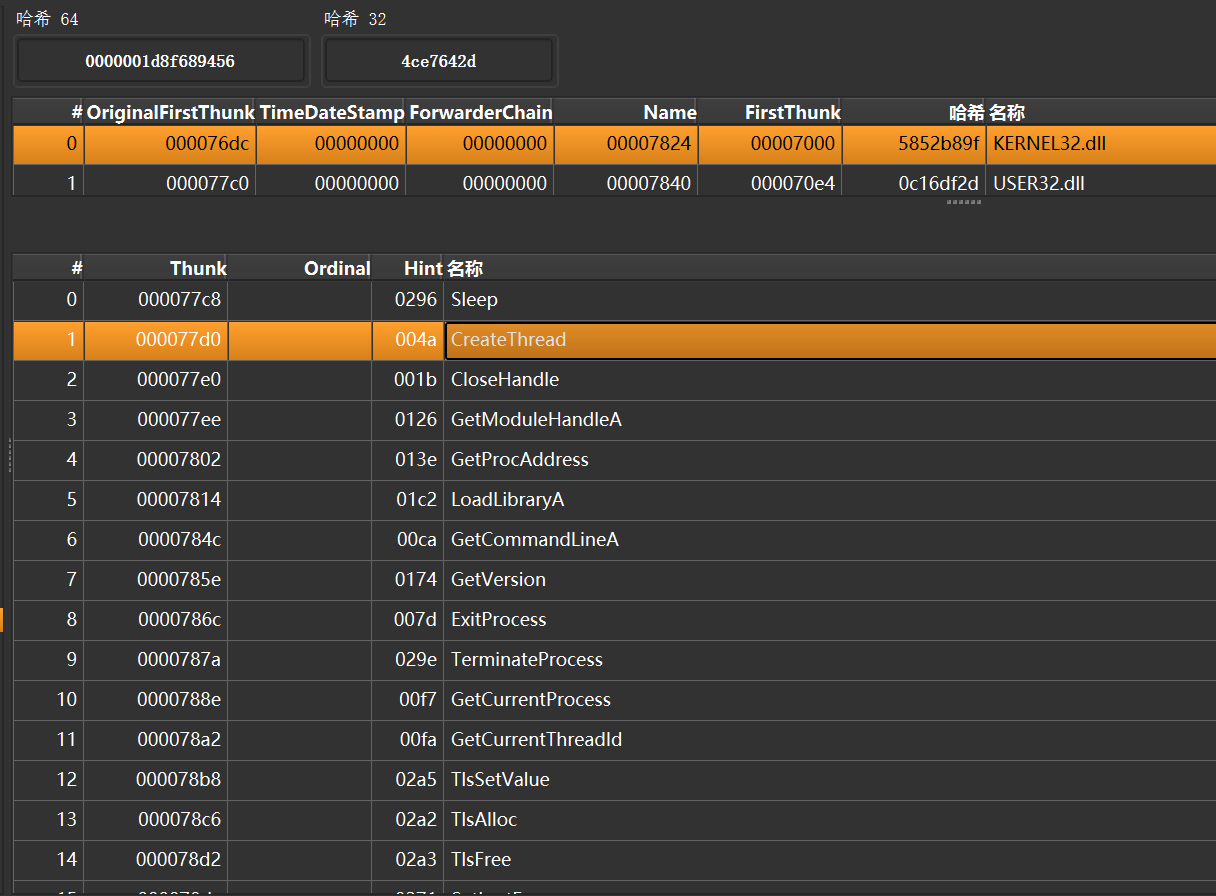 哈希 64 哈希 32
0000001d8f689456 4ce7642d
# OriginalFirstThunk TimeDateStamp ForwarderChain Name FirstThunk 哈希 名称
0 000076dc 00000000 00000000 00007824 00007000 5852b89f KERNEL32.dll
1 000077c0 00000000 00000000 00007840 000070e4 0c16df2d USER32.dll
# Thunk Ordinal Hint 名称
0 000077c8 0296 Sleep
1 000077d0 004a CreateThread
2 000077e0 001b CloseHandle
3 000077ee 0126 GetModuleHandleA
4 00007802 013e GetProcAddress
5 00007814 01c2 LoadLibraryA
6 0000784c 00ca GetCommandLineA
7 0000785e 0174 GetVersion
8 0000786c 007d ExitProcess
9 0000787a 029e TerminateProcess
10 0000788e 00f7 GetCurrentProcess
11 000078a2 00fa GetCurrentThreadId
12 000078b8 02a5 TlsSetValue
13 000078c6 02a2 TlsAlloc
14 000078d2 02a3 TlsFree